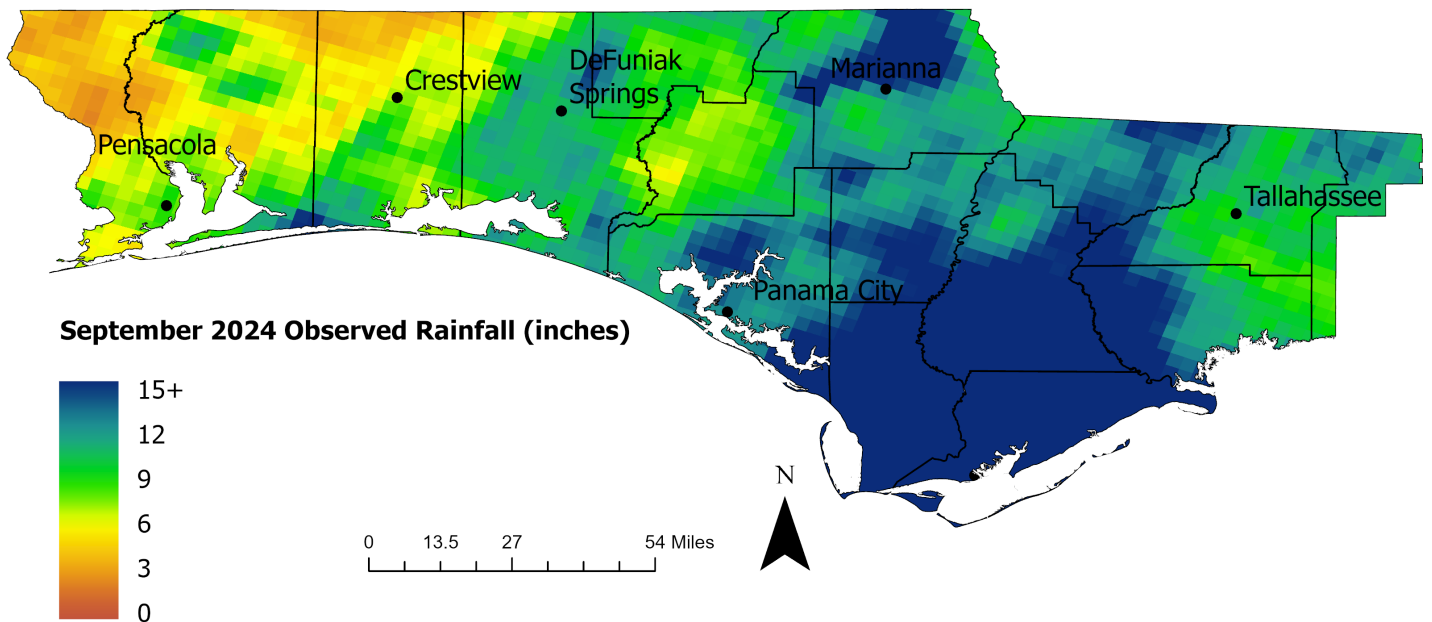 DeFuniak
Springs
Marianna
Crestview
Pensacola
Tallahassee
Panama City
September 2024 Observed Rainfall (inches)
15+
12
9
6
3
0
N
0 13.5 27 54 Miles